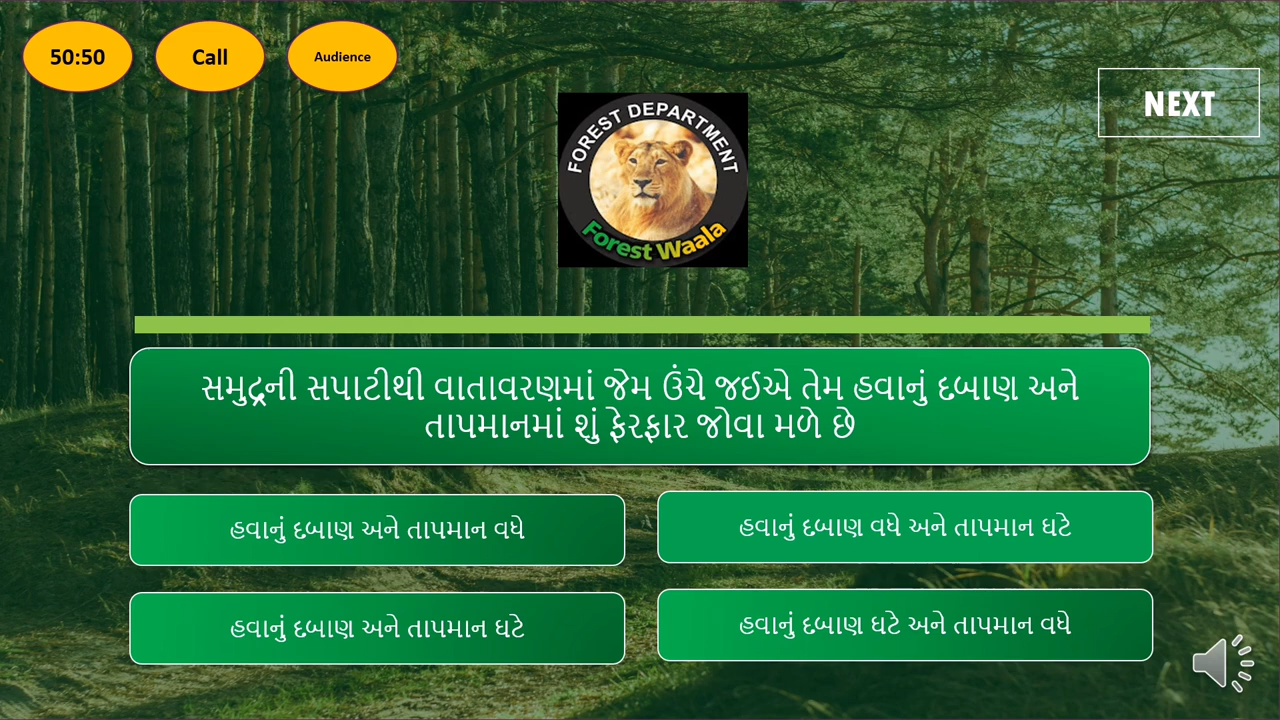 50:50
Call
Audience
NEXT
FOREST DEPARTMENT
Forest Waala
સમુદ્રની સપાટીથી વાતાવરણમાં જેમ ઉંચે જઈએ તેમ હવાનું દબાણ અને
તાપમાનમાં શું ફેરફાર જોવા મળે છે
હવાનું દબાણ અને તાપમાન વધે
હવાનું દબાણ વધે અને તાપમાન ઘટે
હવાનું દબાણ અને તાપમાન ઘટે
હવાનું દબાણ ઘટે અને તાપમાન વધે